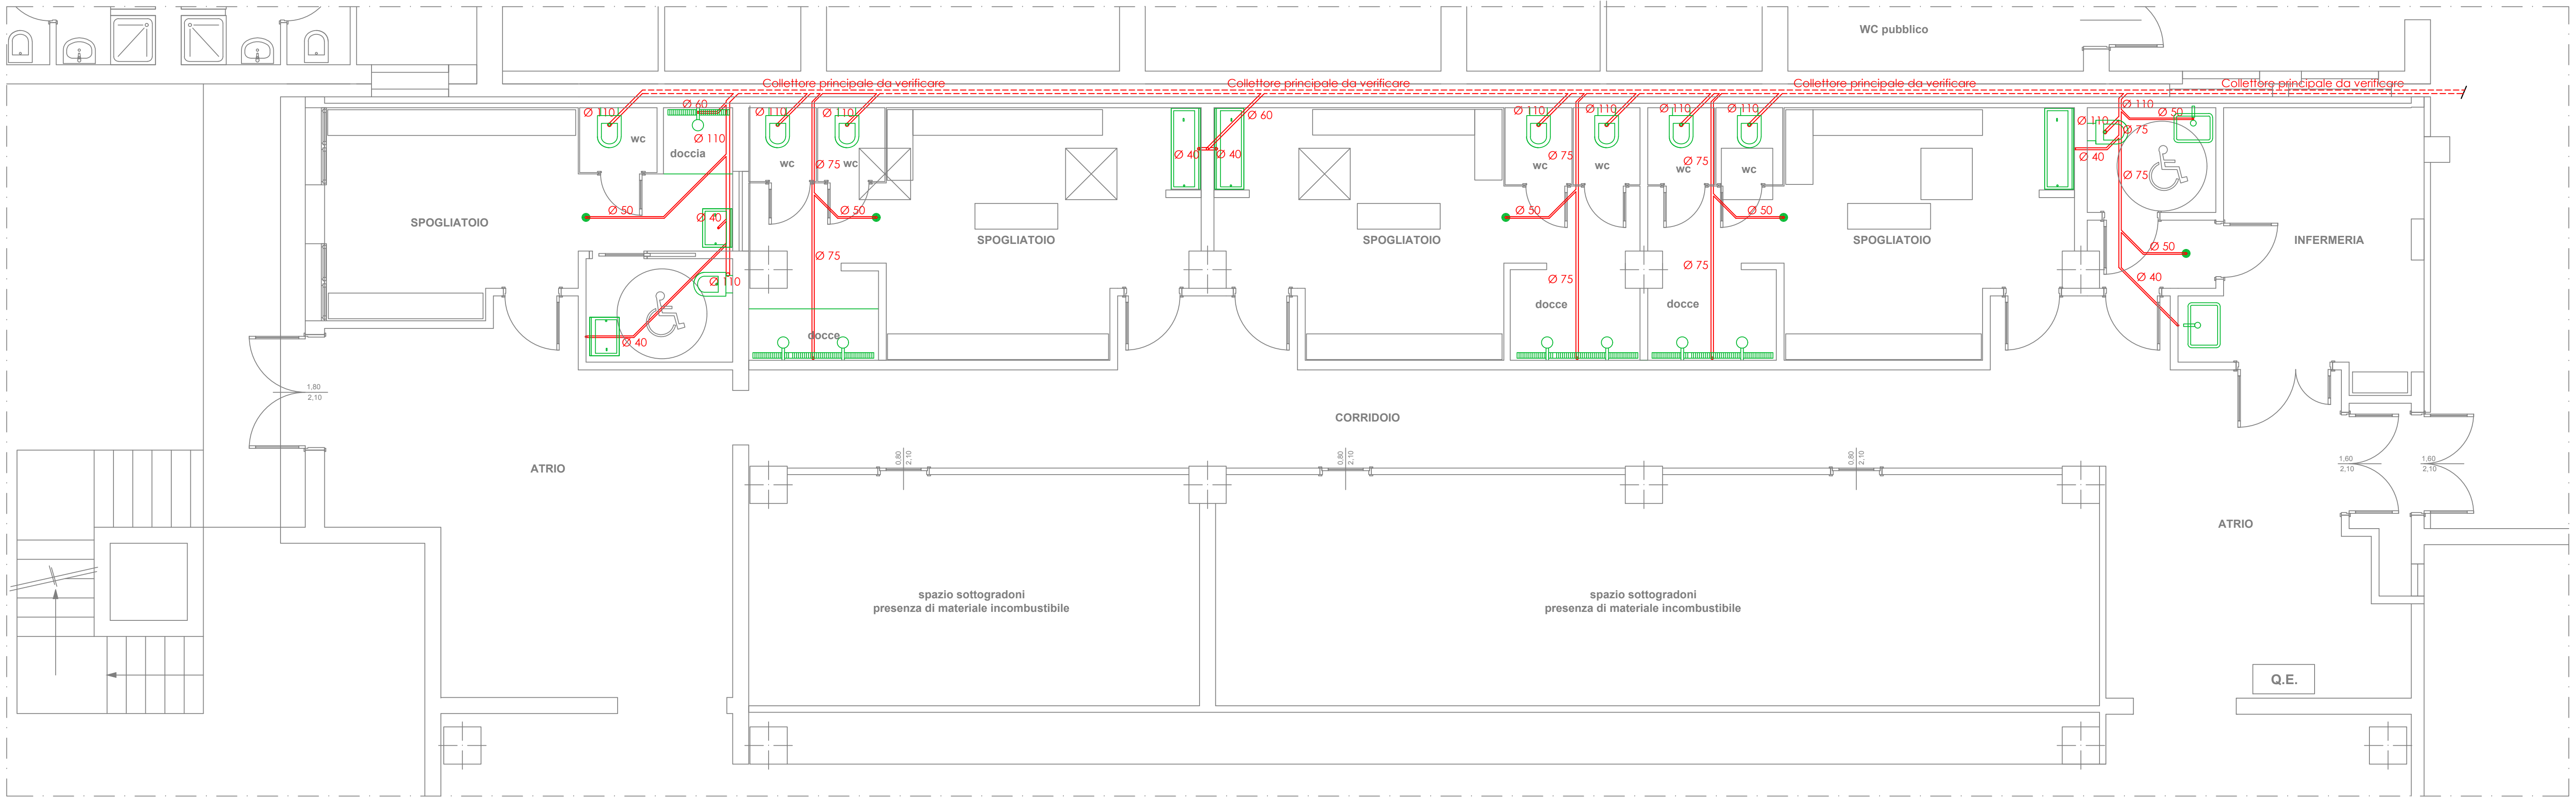 WC pubblico
Collettore principale da verificare
Collettore principale da verificare
Collettore principale da verificare
Collettore principale da verificare
Ø 110
Ø 60
Ø 110
Ø 110
Ø 60
Ø 110
Ø 110
Ø 110
Ø 110
Ø 110
Ø 50
Ø 110
Ø 75
wc
Ø 110
doccia
wc
Ø 75
wc
Ø 40
Ø 40
Ø 75
wc
wc
Ø 75
wc
wc
Ø 40
Ø 75
SPOGLIATOIO
Ø 50
Ø 40
Ø 50
SPOGLIATOIO
SPOGLIATOIO
Ø 50
Ø 50
SPOGLIATOIO
Ø 50
INFERMERIA
Ø 110
Ø 75
Ø 75
Ø 75
Ø 40
docce
docce
docce
Ø 40
1,80
2,10
CORRIDOIO
ATRIO
0,80
2,10
0,80
2,10
0,80
2,10
1,60
2,10
1,60
2,10
ATRIO
spazio sottogradoni
presenza di materiale incombustibile
spazio sottogradoni
presenza di materiale incombustibile
Q.E.